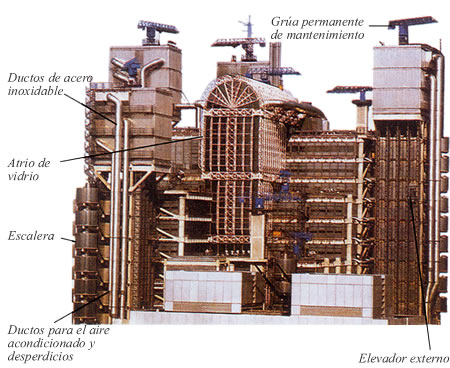 Grúa permanente
de mantenimiento
Ductos de acero
inoxidable
Atrio de
vidrio
Escalera
Ductos para el aire
acondicionado y
desperdicios
Elevador externo